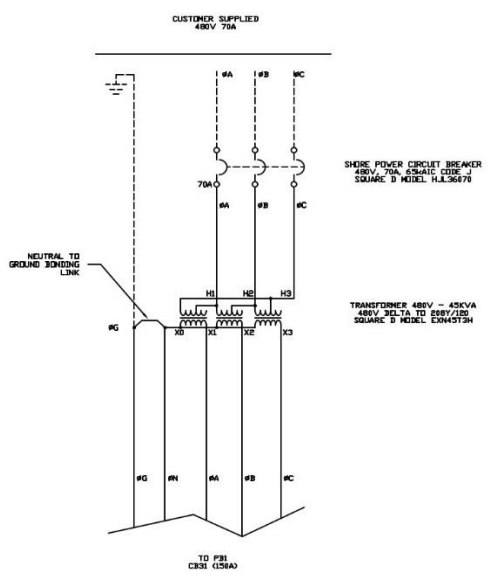 CUSTOMER SUPPLIED
480V 70A
øA øB øC
SHORE POWER CIRCUIT BREAKER
480V, 70A, 65kAIC CODE J
SQUARE D MODEL HJL36070
70A
øA øB øC
NEUTRAL TO
GROUND BONDING
LINK
H1 H2 H3
TRANSFORMER 480V - 45KVA
480V DELTA TO 208Y/120
SQUARE D MODEL EXN45T3H
øG
X0 X1 X2 X3
øG øN øA øB øC
TO PB1
CB31 (150A)